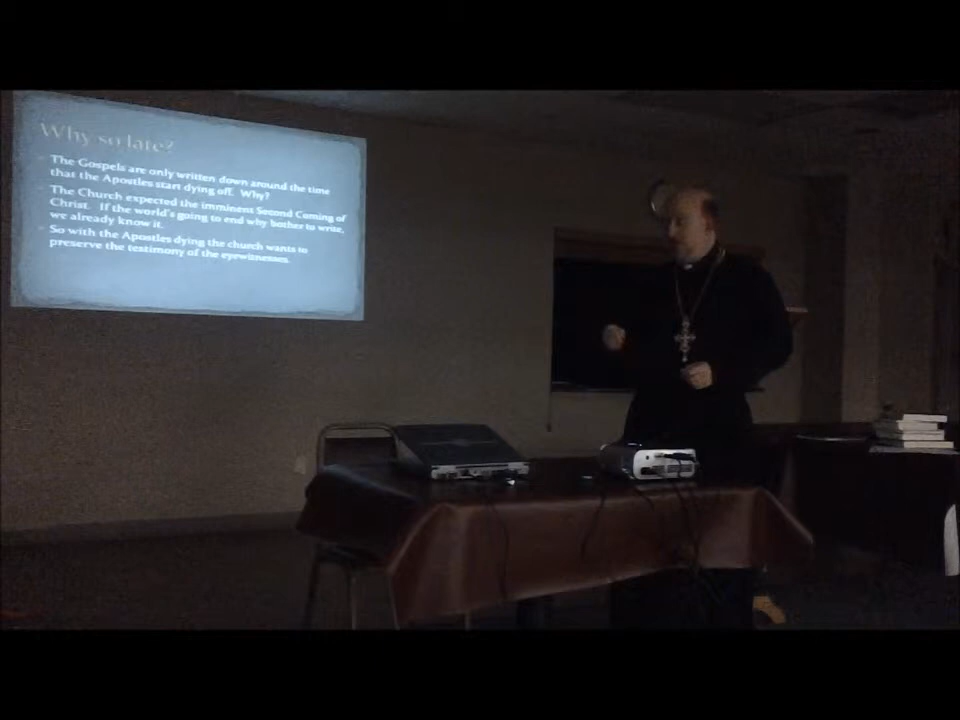 Why so late?
The Gospels are only written down around the time
that the Apostles start dying off. Why?
The Church expected the imminent Second Coming of
Christ. If the world's going to end why bother to write,
we already know it.
So with the Apostles dying the church wants to
preserve the testimony of the eyewitnesses.